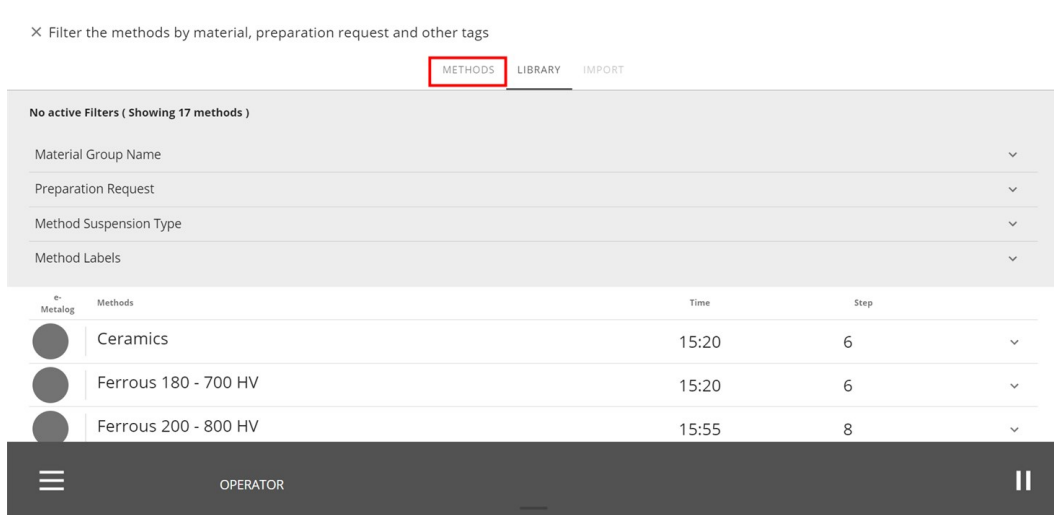 × Filter the methods by material, preparation request and other tags
METHODS LIBRARY IMPORT
No active Filters ( Showing 17 methods )
Material Group Name
Preparation Request
Method Suspension Type
Method Labels
e-Metalog Methods Time Step
Ceramics 15:20 6
Ferrous 180 - 700 HV 15:20 6
Ferrous 200 - 800 HV 15:55 8
OPERATOR